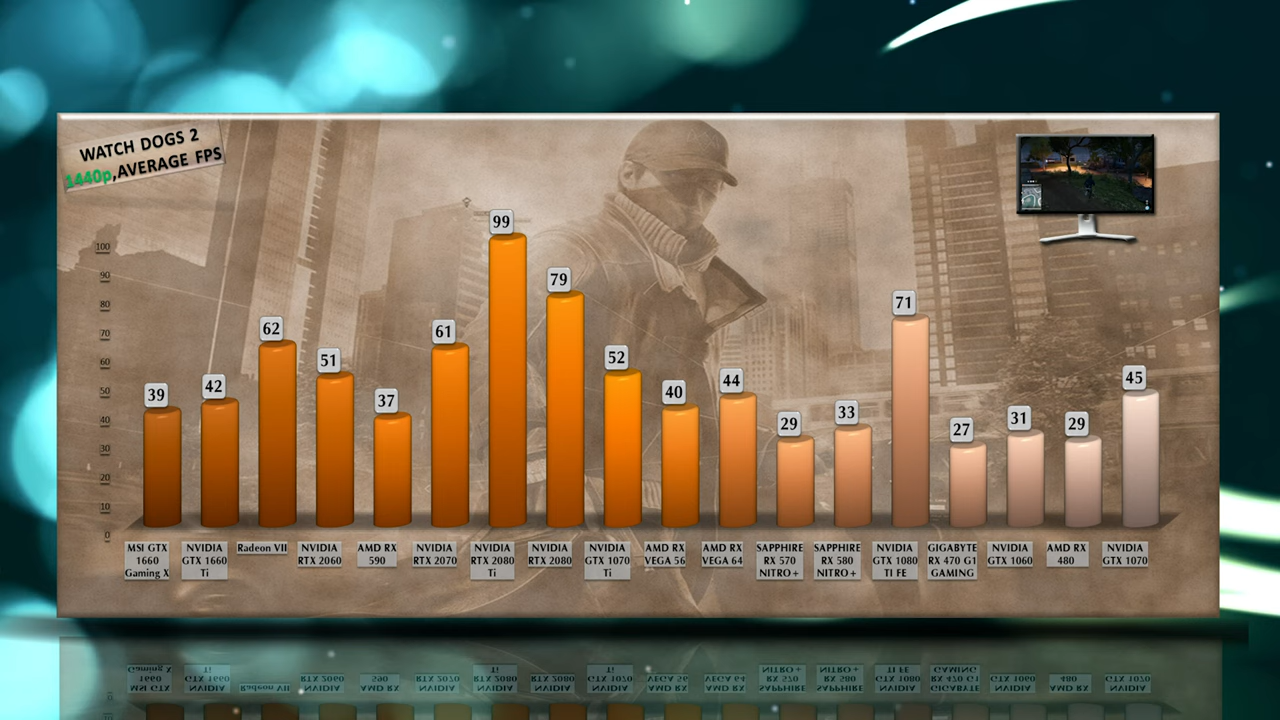 WATCH DOGS 2
1440p,AVERAGE FPS
100
90
80
70
60
50
40
30
20
10
0
39
42
62
51
37
61
99
79
52
40
44
29
33
71
27
31
29
45
MSI GTX
1660
Gaming X
NVIDIA
GTX 1660
Ti
Radeon VII
NVIDIA
RTX 2060
AMD RX
590
NVIDIA
RTX 2070
NVIDIA
RTX 2080
Ti
NVIDIA
RTX 2080
NVIDIA
GTX 1070
Ti
AMD RX
VEGA 56
AMD RX
VEGA 64
SAPPHIRE
RX 570
NITRO+
SAPPHIRE
RX 580
NITRO+
NVIDIA
GTX 1080
TI FE
GIGABYTE
RX 470 G1
GAMING
NVIDIA
GTX 1060
AMD RX
480
NVIDIA
GTX 1070